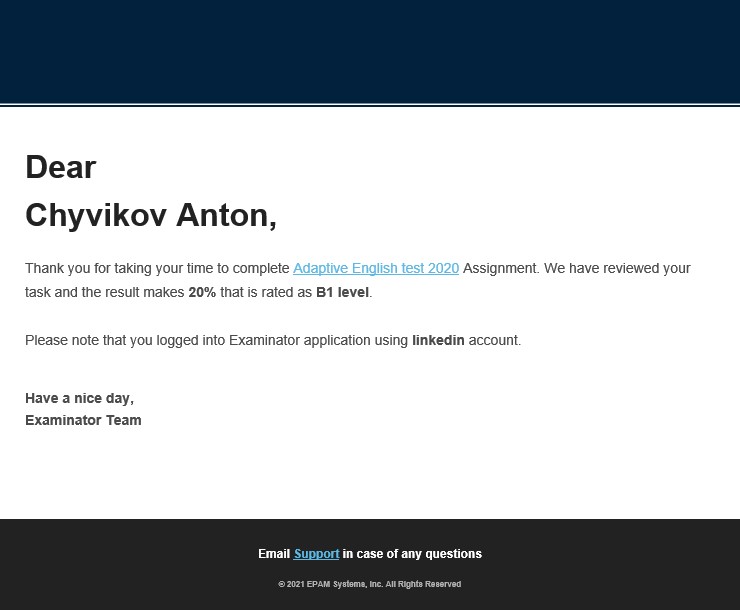 Dear
Chyvikov Anton,
Thank you for taking your time to complete Adaptive English test 2020 Assignment. We have reviewed your
task and the result makes 20% that is rated as B1 level.
Please note that you logged into Examinator application using linkedin account.
Have a nice day,
Examinator Team
Email Support in case of any questions
© 2021 EPAM Systems, Inc. All Rights Reserved